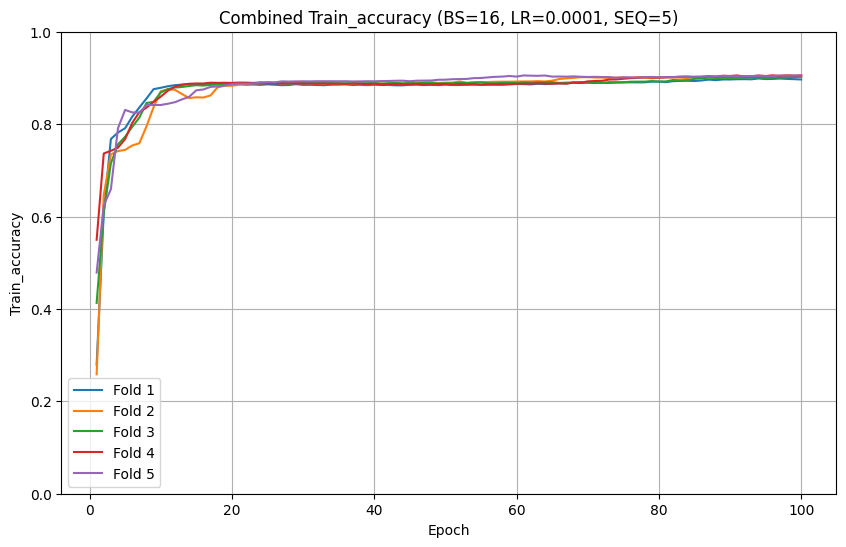 Combined Train_accuracy (BS=16, LR=0.0001, SEQ=5)
Train_accuracy
1.0
0.8
0.6
0.4
0.2
0.0
Fold 1
Fold 2
Fold 3
Fold 4
Fold 5
0 20 40 60 80 100
Epoch